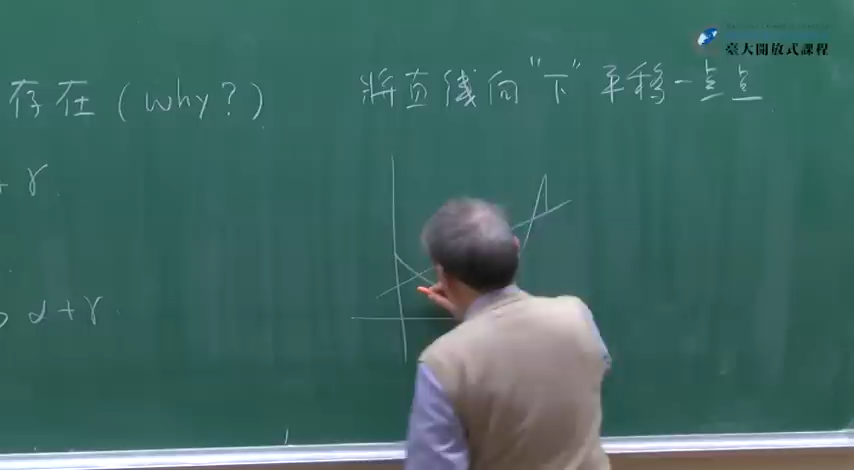 臺大開放式課程
存在 (why?)
將直线向"下"平移一点点
+ γ
α+γ